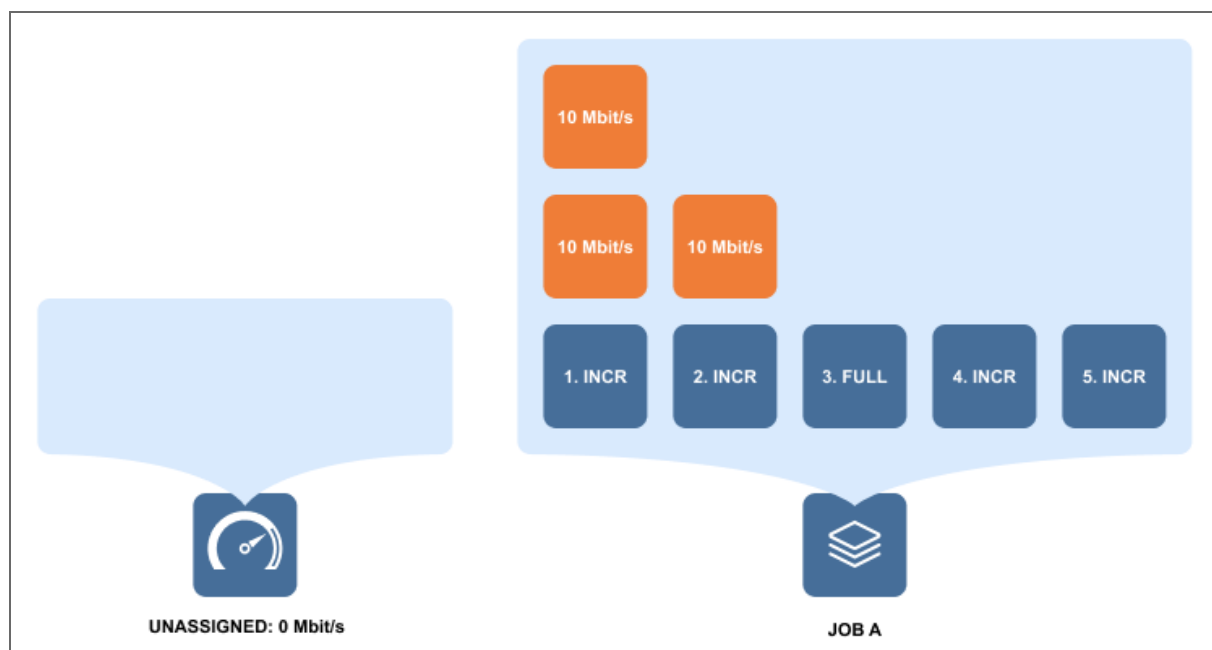 10 Mbit/s
10 Mbit/s 10 Mbit/s
1. INCR 2. INCR 3. FULL 4. INCR 5. INCR
UNASSIGNED: 0 Mbit/s
JOB A